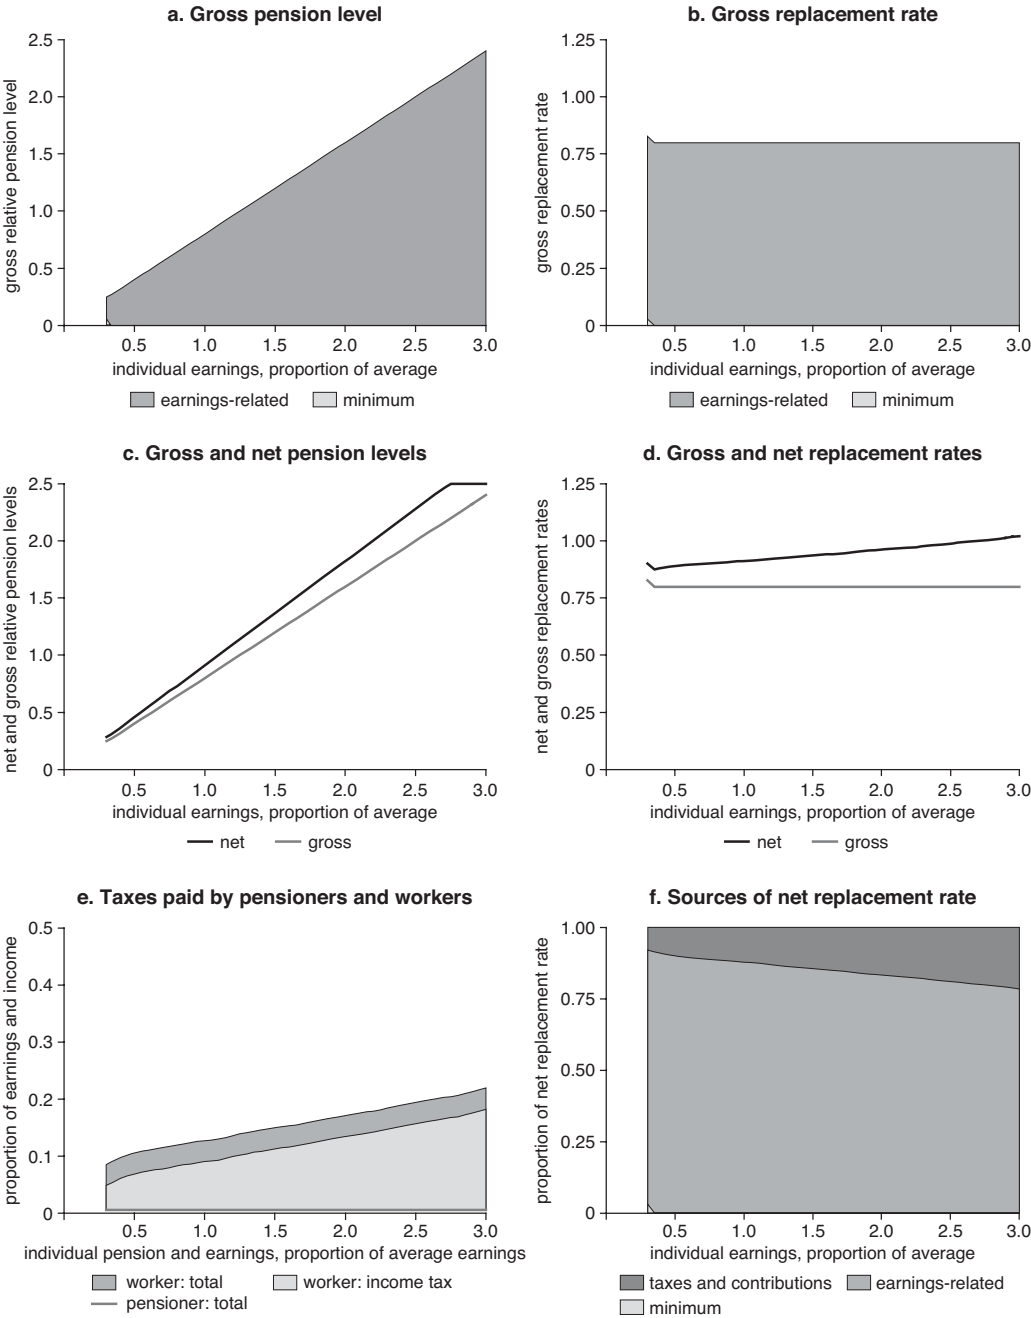 a. Gross pension level
gross relative pension level
2.5
2.0
1.5
1.0
0.5
0
0.5 1.0 1.5 2.0 2.5 3.0
individual earnings, proportion of average
earnings-related minimum
b. Gross replacement rate
gross replacement rate
1.25
1.00
0.75
0.50
0.25
0
0.5 1.0 1.5 2.0 2.5 3.0
individual earnings, proportion of average
earnings-related minimum
c. Gross and net pension levels
net and gross relative pension levels
2.5
2.0
1.5
1.0
0.5
0
0.5 1.0 1.5 2.0 2.5 3.0
individual earnings, proportion of average
net gross
d. Gross and net replacement rates
net and gross replacement rates
1.25
1.00
0.75
0.50
0.25
0
0.5 1.0 1.5 2.0 2.5 3.0
individual earnings, proportion of average
net gross
e. Taxes paid by pensioners and workers
proportion of earnings and income
0.5
0.4
0.3
0.2
0.1
0
0.5 1.0 1.5 2.0 2.5 3.0
individual pension and earnings, proportion of average earnings
worker: total worker: income tax
pensioner: total
f. Sources of net replacement rate
proportion of net replacement rate
1.00
0.75
0.50
0.25
0
0.5 1.0 1.5 2.0 2.5 3.0
individual earnings, proportion of average
taxes and contributions earnings-related
minimum